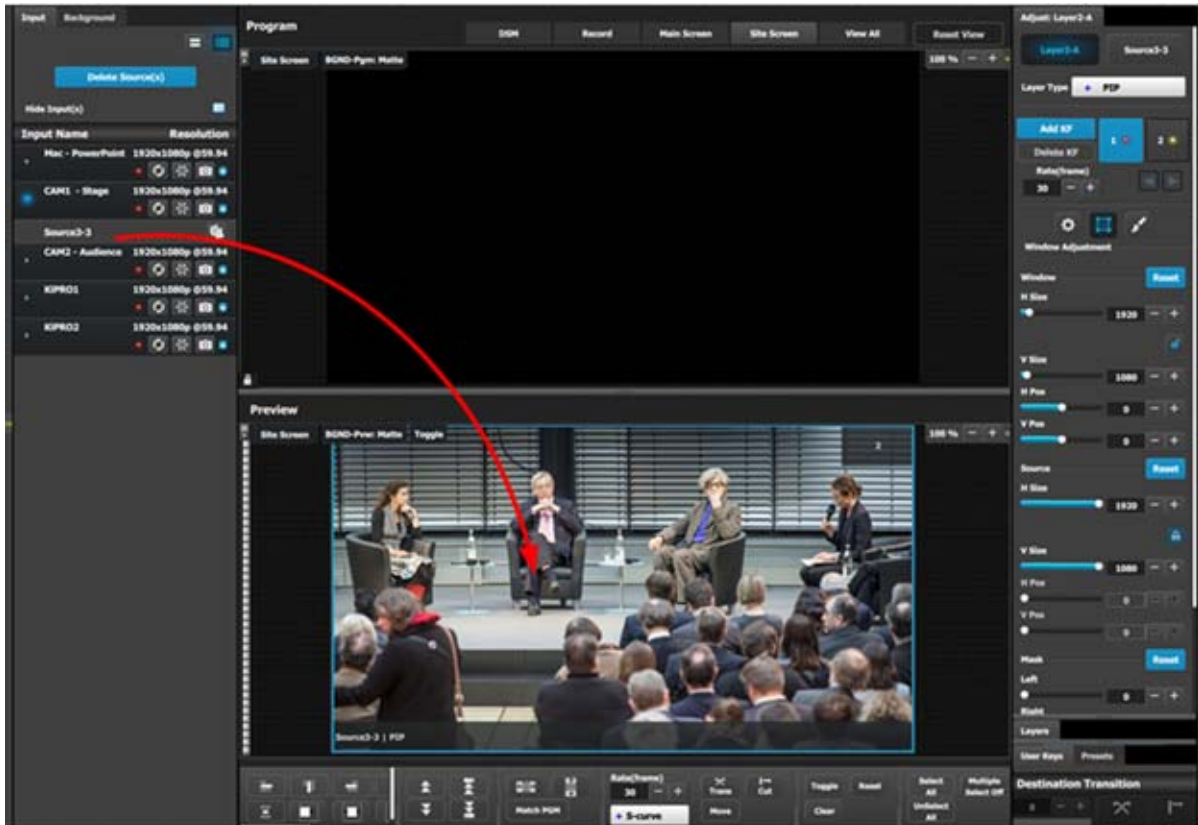 Input Background
Delete Source(s)
Hide Input(s)
Input Name Resolution
Mac - PowerPoint 1920x1080p @59.94
CAM1 - Stage 1920x1080p @59.94
Source3-3
CAM2 - Audience 1920x1080p @59.94
KIPRO1 1920x1080p @59.94
KIPRO2 1920x1080p @59.94
Program
DSM Record Main Screen Site Screen View All Reset View
Site Screen BGND-Pgm: Matte 100 % - +
Preview
Site Screen BGND-Pvw: Matte Toggle 100 % - +
2
Source3-3 | PIP
Match PGM
Rate(frame)
30 - +
S-curve
Trans Cut
Move
Toggle Reset
Clear
Select All
UnSelect All
Multiple Select Off
Adjust: Layer2-A
Layer2-A Source3-3
Layer Type PIP
Add KF 1 2
Delete KF
Rate(frame)
30 - +
Window Adjustment
Window Reset
H Size
1920 - +
V Size
1080 - +
H Pos
0 - +
V Pos
0 - +
Source Reset
H Size
1920 - +
V Size
1080 - +
H Pos
0 - +
V Pos
0 - +
Mask Reset
Left
0 - +
Right
Layers
User Keys Presets
Destination Transition
0 - +